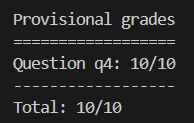 Provisional grades
==================
Question q4: 10/10
------------------
Total: 10/10